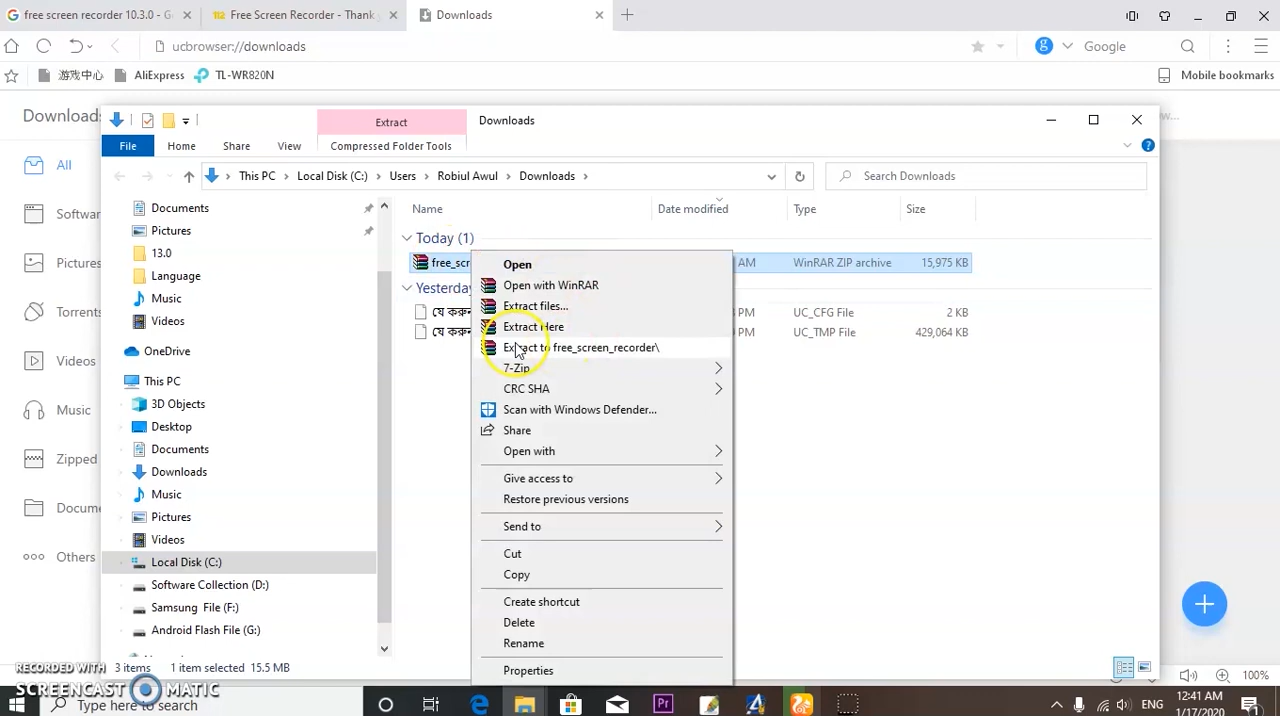 free screen recorder 10.3.0 - G
Free Screen Recorder - Thank
Downloads
ucbrowser://downloads
Google
游戏中心
AliExpress
TL-WR820N
Mobile bookmarks
Downloads
All
Softwar
Pictures
Torrents
Videos
Music
Zipped
Docume
Others
Extract
Downloads
File
Home
Share
View
Compressed Folder Tools
This PC
Local Disk (C:)
Users
Robiul Awul
Downloads
Search Downloads
Name
Date modified
Type
Size
Documents
Pictures
13.0
Language
Music
Videos
OneDrive
This PC
3D Objects
Desktop
Documents
Downloads
Music
Pictures
Videos
Local Disk (C:)
Software Collection (D:)
Samsung File (F:)
Android Flash File (G:)
Today (1)
free_scr
AM
WinRAR ZIP archive
15,975 KB
Yesterda
যে করু
PM
UC_CFG File
2 KB
যে করু
PM
UC_TMP File
429,064 KB
Open
Open with WinRAR
Extract files...
Extract Here
Extract to free_screen_recorder\
7-Zip
CRC SHA
Scan with Windows Defender...
Share
Open with
Give access to
Restore previous versions
Send to
Cut
Copy
Create shortcut
Delete
Rename
Properties
3 items
1 item selected 15.5 MB
100%
RECORDED WITH
SCREENCAST MATIC
Type here to search
ENG
12:41 AM
1/17/2020